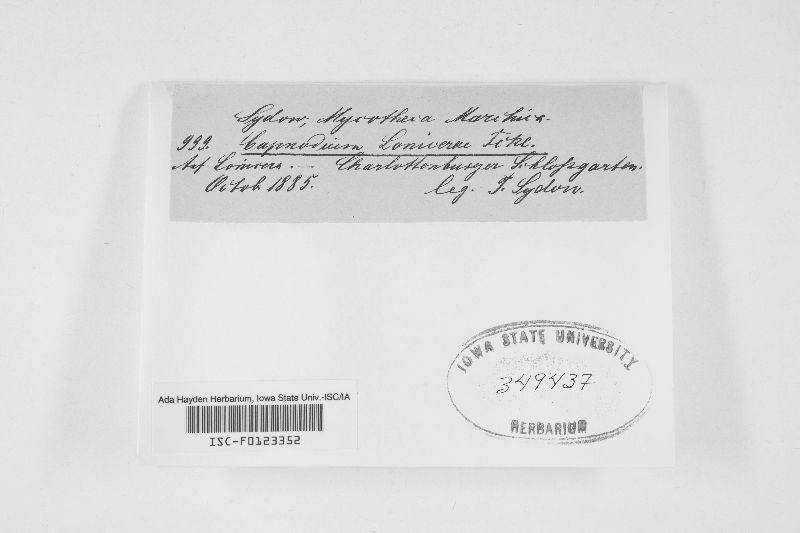 Sydow, Mycotheca Marchica.
999. Capnodium Lonicerae Fckl.
Auf Lonicera. — Charlottenburger Schlossgarten.
Octob. 1885. leg. P. Sydow.
IOWA STATE UNIVERSITY
349437
HERBARIUM
Ada Hayden Herbarium, Iowa State Univ.-ISC/IA
ISC-F0123352